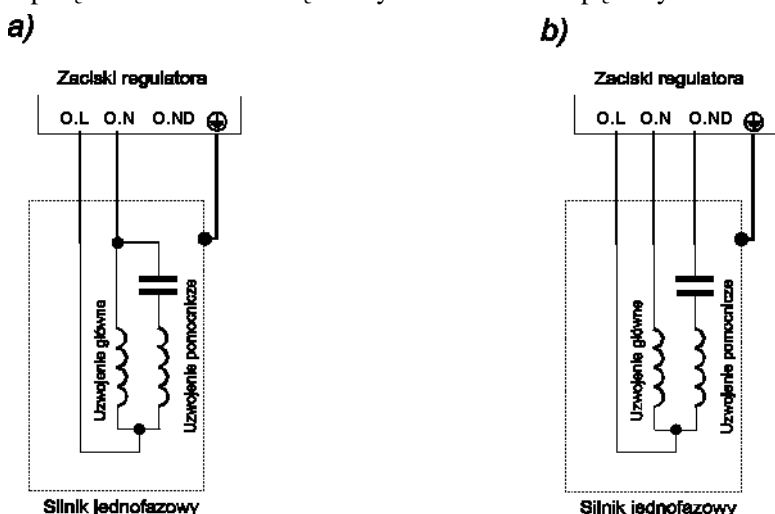 a)
Zaciski regulatora
O.L O.N O.ND
Uzwojenie główne
Uzwojenie pomocnicze
Silnik jednofazowy
b)
Zaciski regulatora
O.L O.N O.ND
Uzwojenie główne
Uzwojenie pomocnicze
Silnik jednofazowy